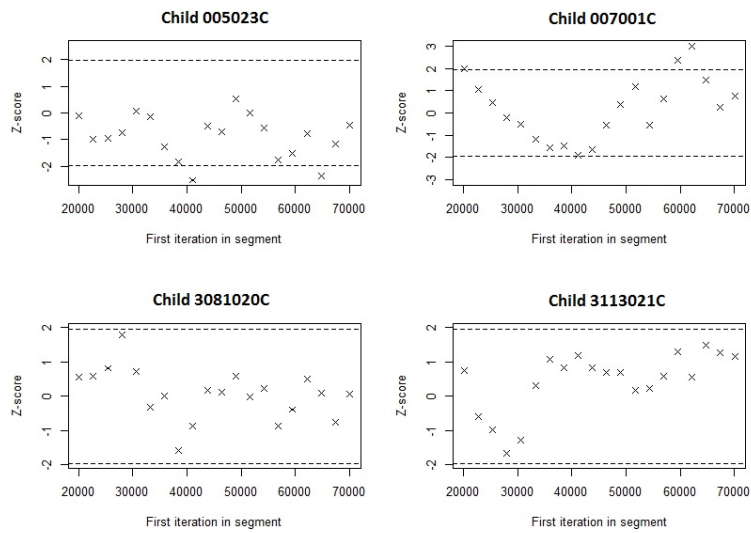 Child 005023C
Z-score
2
1
0
-1
-2
20000 30000 40000 50000 60000 70000
First iteration in segment
Child 007001C
Z-score
3
2
1
0
-1
-2
-3
20000 30000 40000 50000 60000 70000
First iteration in segment
Child 3081020C
Z-score
2
1
0
-1
-2
20000 30000 40000 50000 60000 70000
First iteration in segment
Child 3113021C
Z-score
2
1
0
-1
-2
20000 30000 40000 50000 60000 70000
First iteration in segment